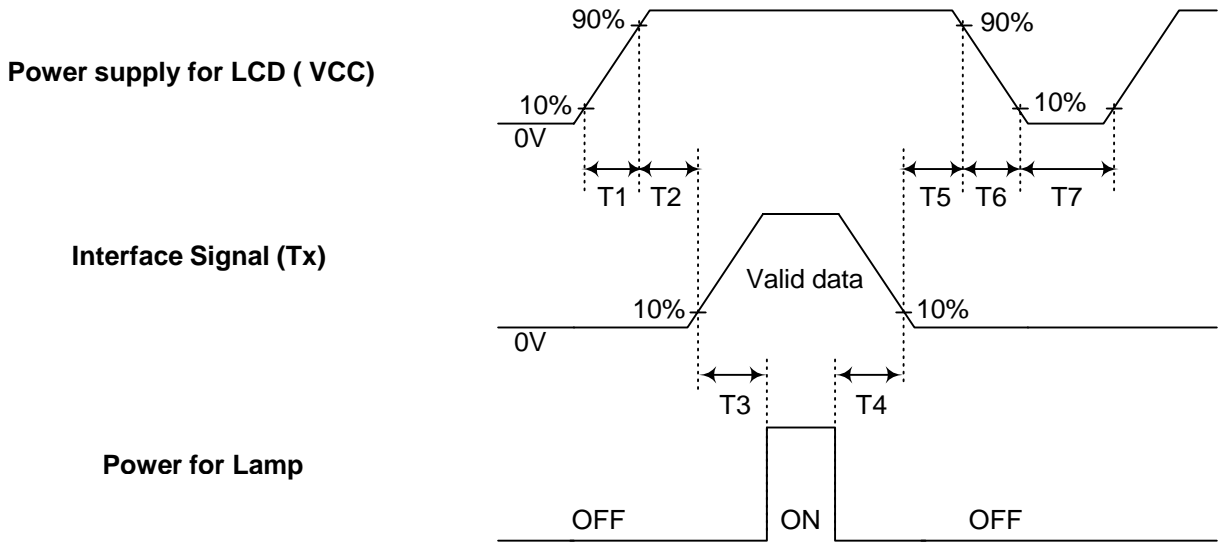 90% 90%
Power supply for LCD ( VCC)
10% 10%
0V
T1 T2 T5 T6 T7
Interface Signal (Tx)
Valid data
10% 10%
0V
T3 T4
Power for Lamp
OFF ON OFF